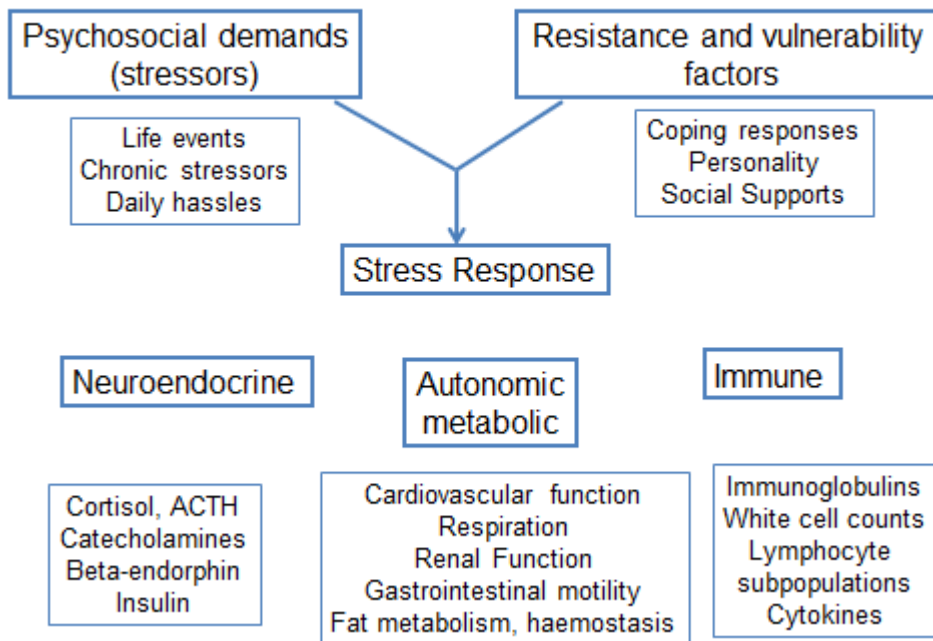 Psychosocial demands
(stressors)
Resistance and vulnerability
factors
Life events
Chronic stressors
Daily hassles
Coping responses
Personality
Social Supports
Stress Response
Neuroendocrine
Autonomic
metabolic
Immune
Cortisol, ACTH
Catecholamines
Beta-endorphin
Insulin
Cardiovascular function
Respiration
Renal Function
Gastrointestinal motility
Fat metabolism, haemostasis
Immunoglobulins
White cell counts
Lymphocyte
subpopulations
Cytokines